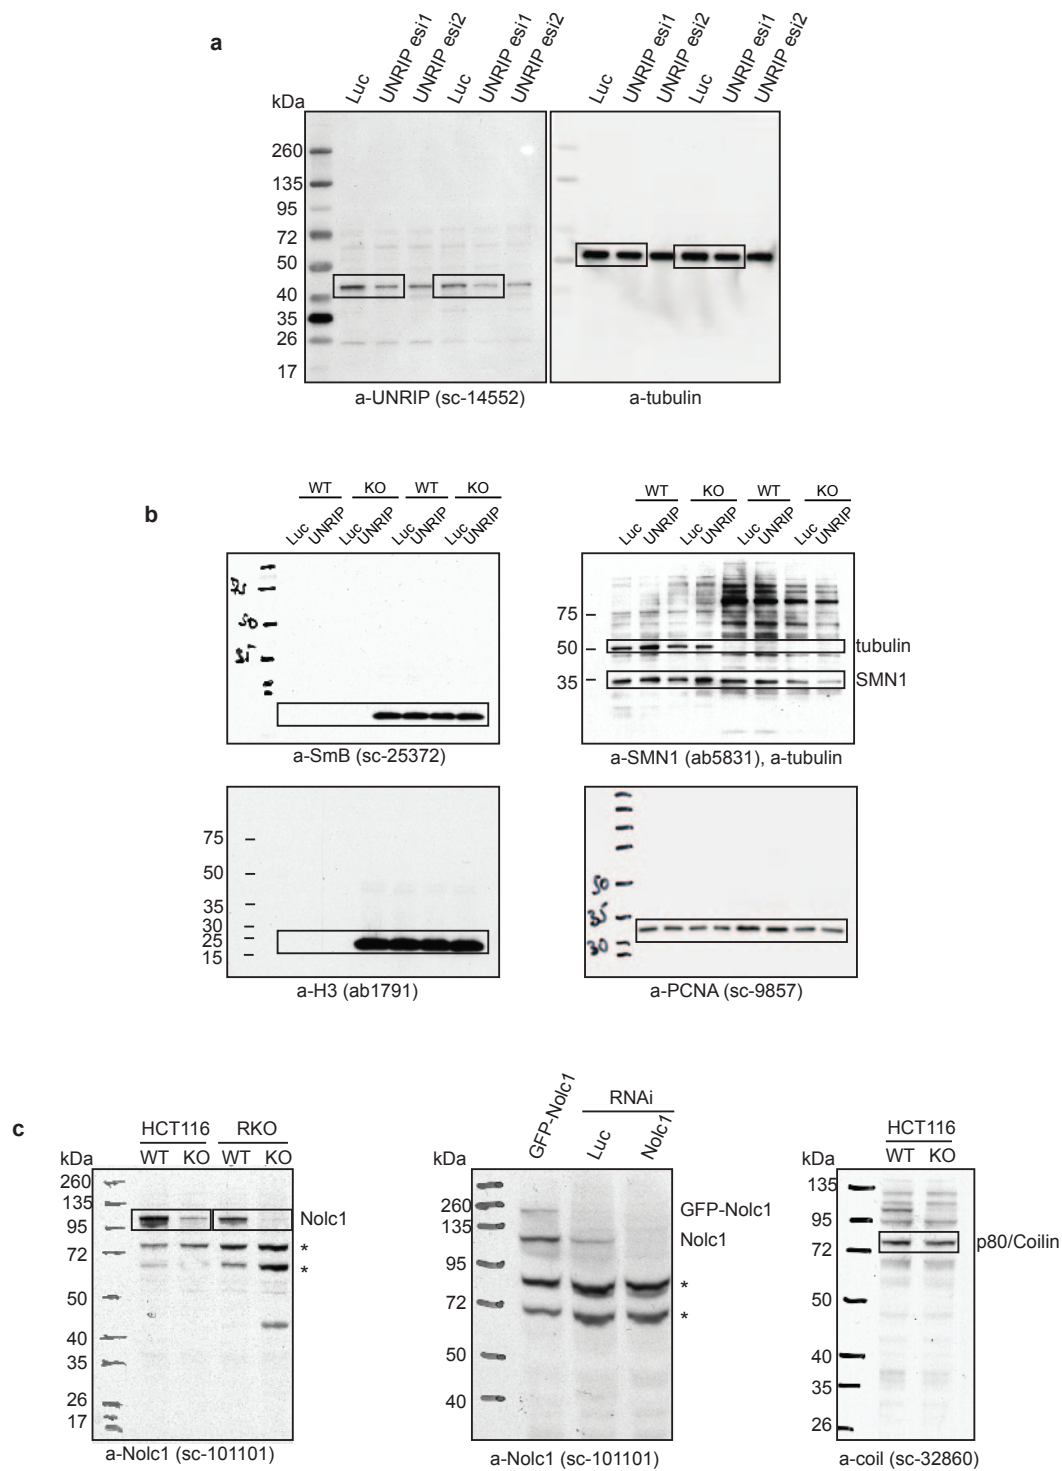 a
Luc
UNRIP esi1
UNRIP esi2
Luc
UNRIP esi1
UNRIP esi2
Luc
UNRIP esi1
UNRIP esi2
Luc
UNRIP esi1
UNRIP esi2
kDa
260
135
95
72
50
40
35
26
17
a-UNRIP (sc-14552)
a-tubulin
b
WT KO WT KO
Luc UNRIP Luc UNRIP Luc UNRIP Luc UNRIP
75
50
35
a-SmB (sc-25372)
WT KO WT KO
Luc UNRIP Luc UNRIP Luc UNRIP Luc UNRIP
75
50
35
tubulin
SMN1
a-SMN1 (ab5831), a-tubulin
75
50
35
30
25
15
a-H3 (ab1791)
50
35
30
a-PCNA (sc-9857)
c
HCT116 RKO
WT KO WT KO
kDa
260
135
95
72
50
40
35
26
17
Nolc1
*
*
a-Nolc1 (sc-101101)
GFP-Nolc1
RNAi
Luc
Nolc1
kDa
260
135
95
72
50
40
GFP-Nolc1
Nolc1
*
*
a-Nolc1 (sc-101101)
HCT116
WT KO
kDa
135
95
72
50
40
35
26
p80/Coilin
a-coil (sc-32860)